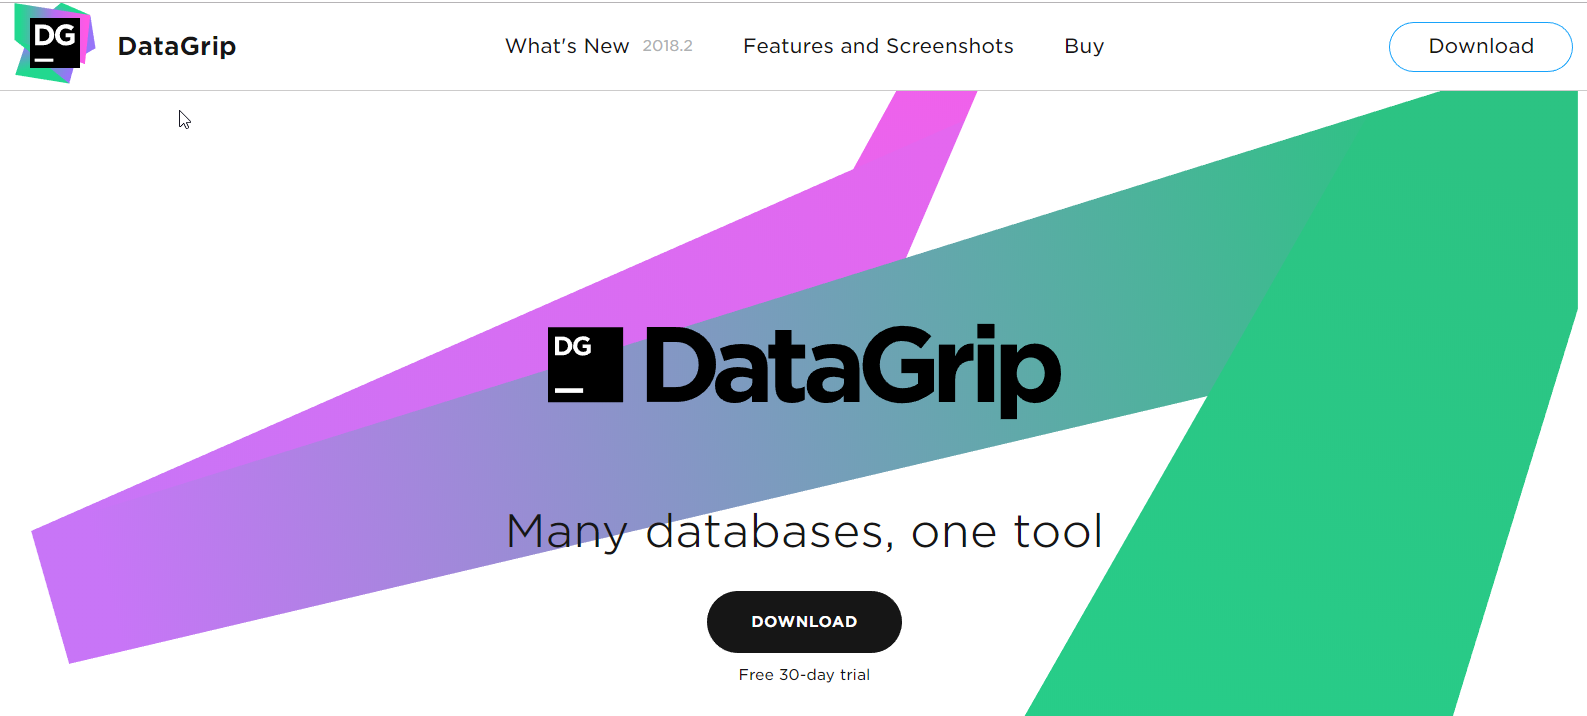 DG
DataGrip
What's New 2018.2
Features and Screenshots
Buy
Download
DG
DataGrip
Many databases, one tool
DOWNLOAD
Free 30-day trial